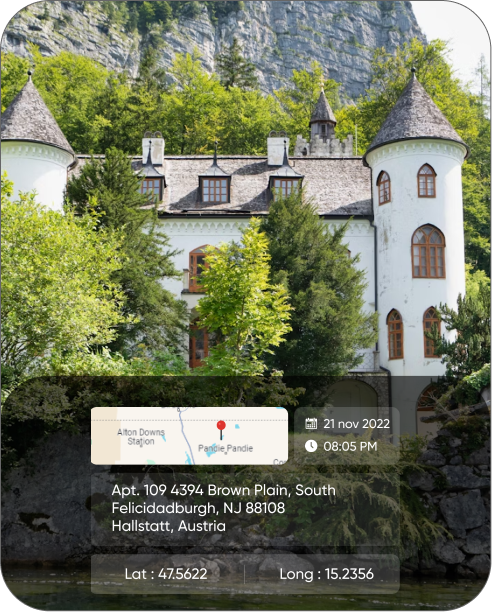 Alton Downs
Station
Pandie Pandie
21 nov 2022
08:05 PM
Apt. 109 4394 Brown Plain, South
Felicidadburgh, NJ 88108
Hallstatt, Austria
Lat : 47.5622
Long : 15.2356